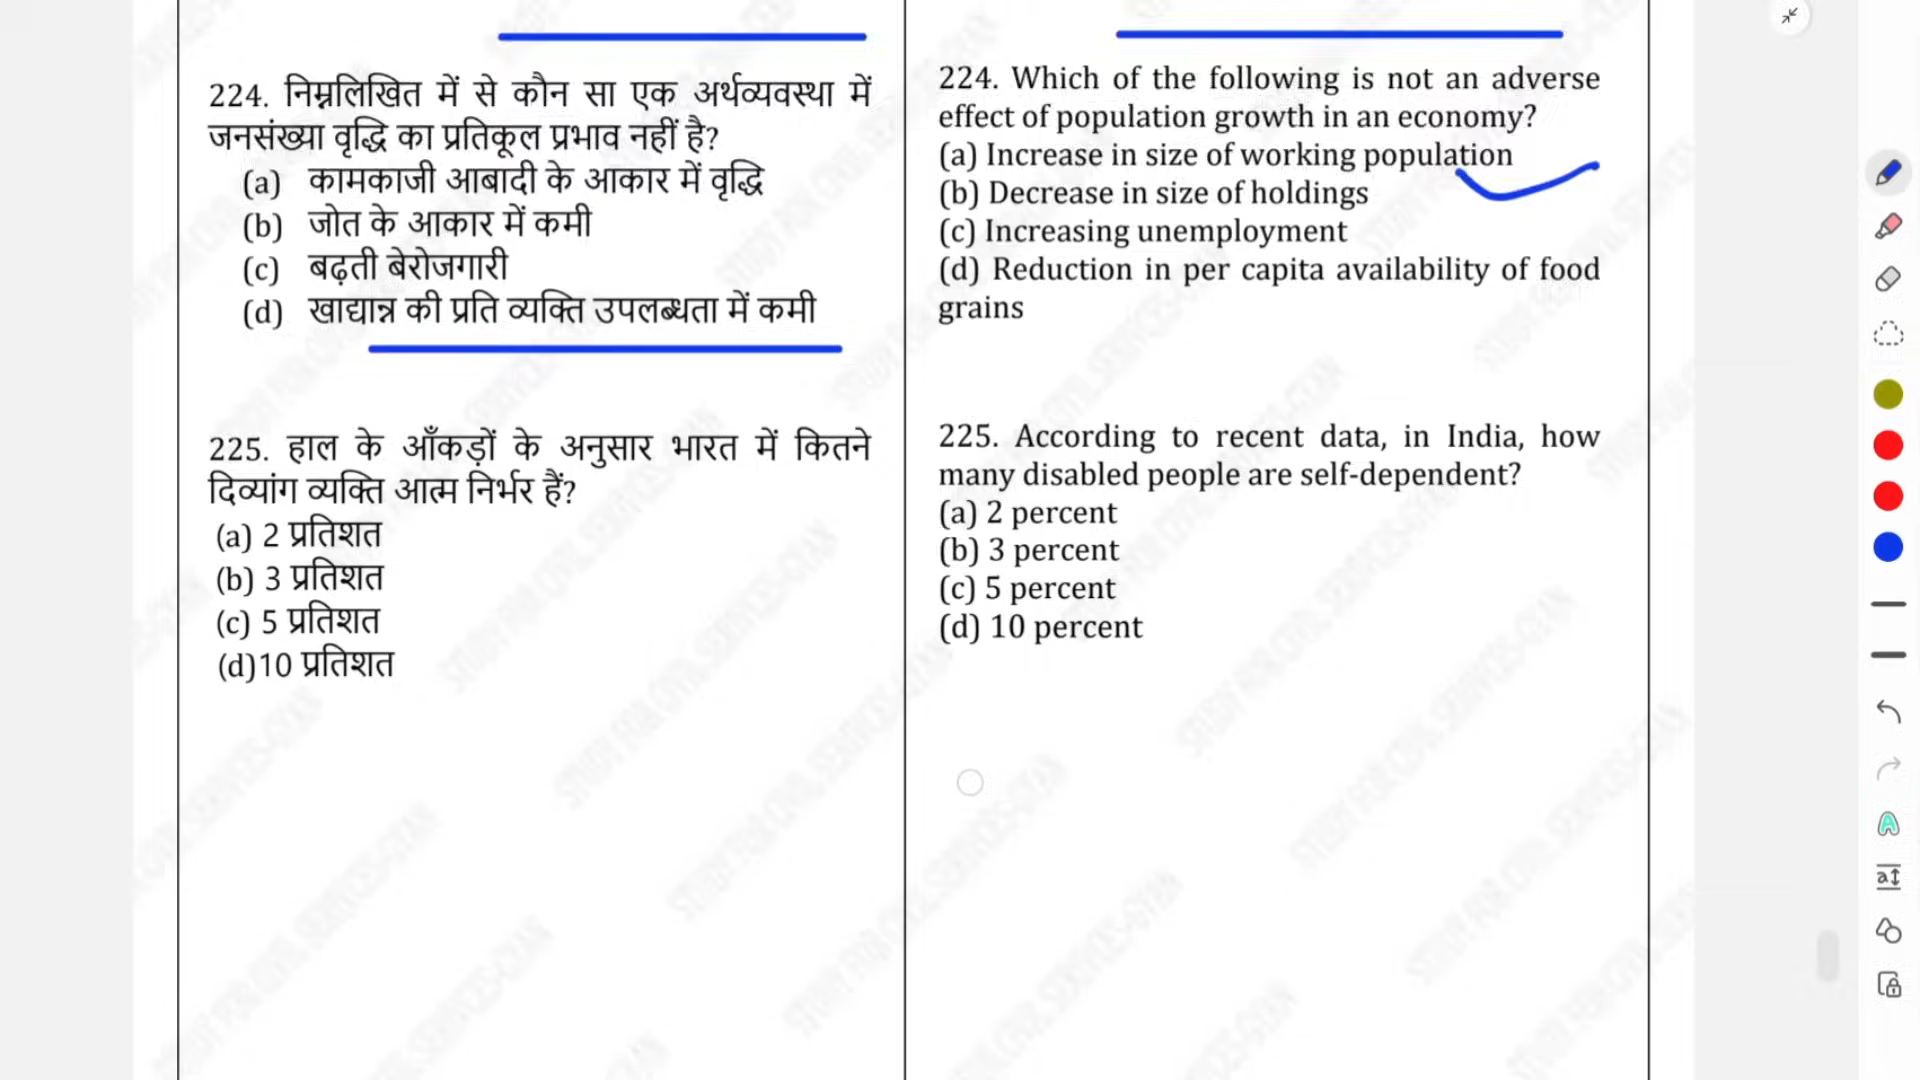 224. निम्नलिखित में से कौन सा एक अर्थव्यवस्था में
जनसंख्या वृद्धि का प्रतिकूल प्रभाव नहीं है?
(a) कामकाजी आबादी के आकार में वृद्धि
(b) जोत के आकार में कमी
(c) बढ़ती बेरोजगारी
(d) खाद्यान्न की प्रति व्यक्ति उपलब्धता में कमी
225. हाल के आँकड़ों के अनुसार भारत में कितने
दिव्यांग व्यक्ति आत्म निर्भर हैं?
(a) 2 प्रतिशत
(b) 3 प्रतिशत
(c) 5 प्रतिशत
(d)10 प्रतिशत
224. Which of the following is not an adverse
effect of population growth in an economy?
(a) Increase in size of working population
(b) Decrease in size of holdings
(c) Increasing unemployment
(d) Reduction in per capita availability of food
grains
225. According to recent data, in India, how
many disabled people are self-dependent?
(a) 2 percent
(b) 3 percent
(c) 5 percent
(d) 10 percent
STUDY FOR CIVIL SERVICES-GYAN